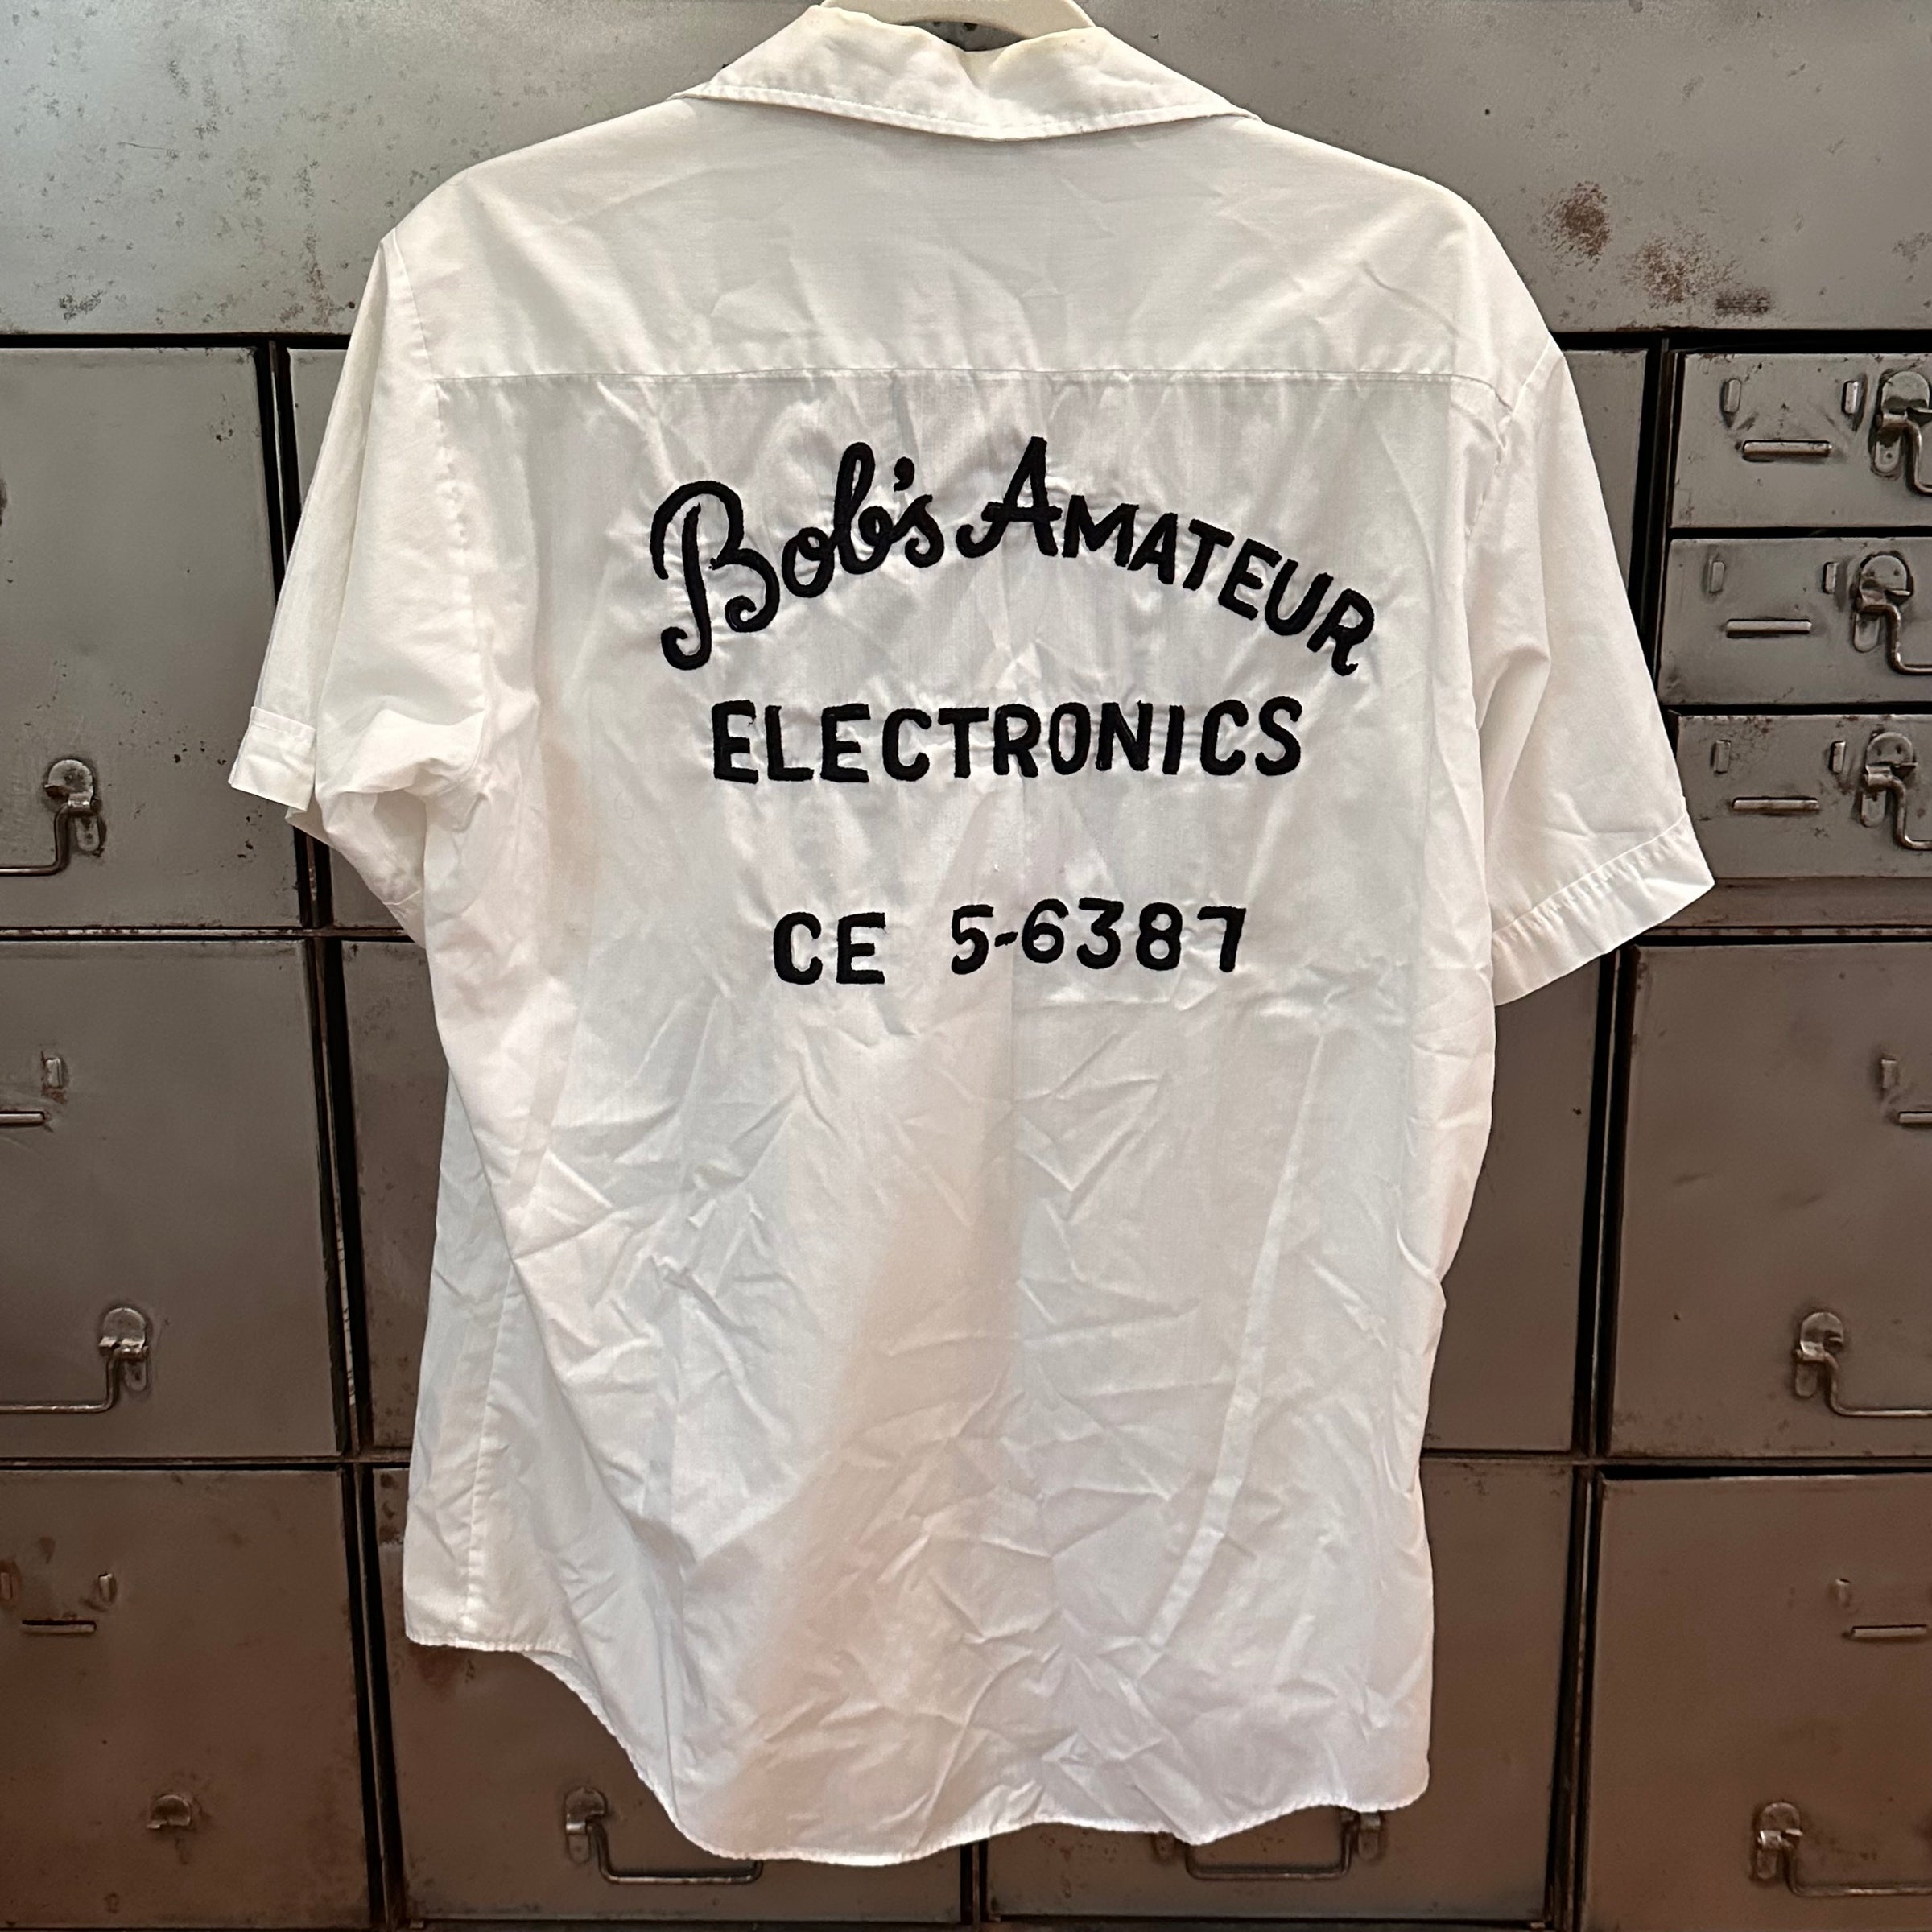 Bob's AMATEUR
ELECTRONICS
CE 5-6387